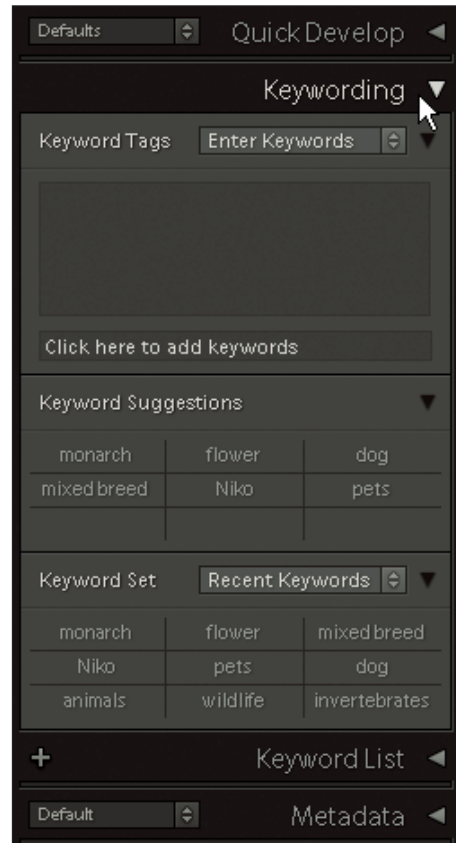 Defaults Quick Develop
Keywording
Keyword Tags Enter Keywords
Click here to add keywords
Keyword Suggestions
monarch flower dog
mixed breed Niko pets
Keyword Set Recent Keywords
monarch flower mixed breed
Niko pets dog
animals wildlife invertebrates
+ Keyword List
Default Metadata